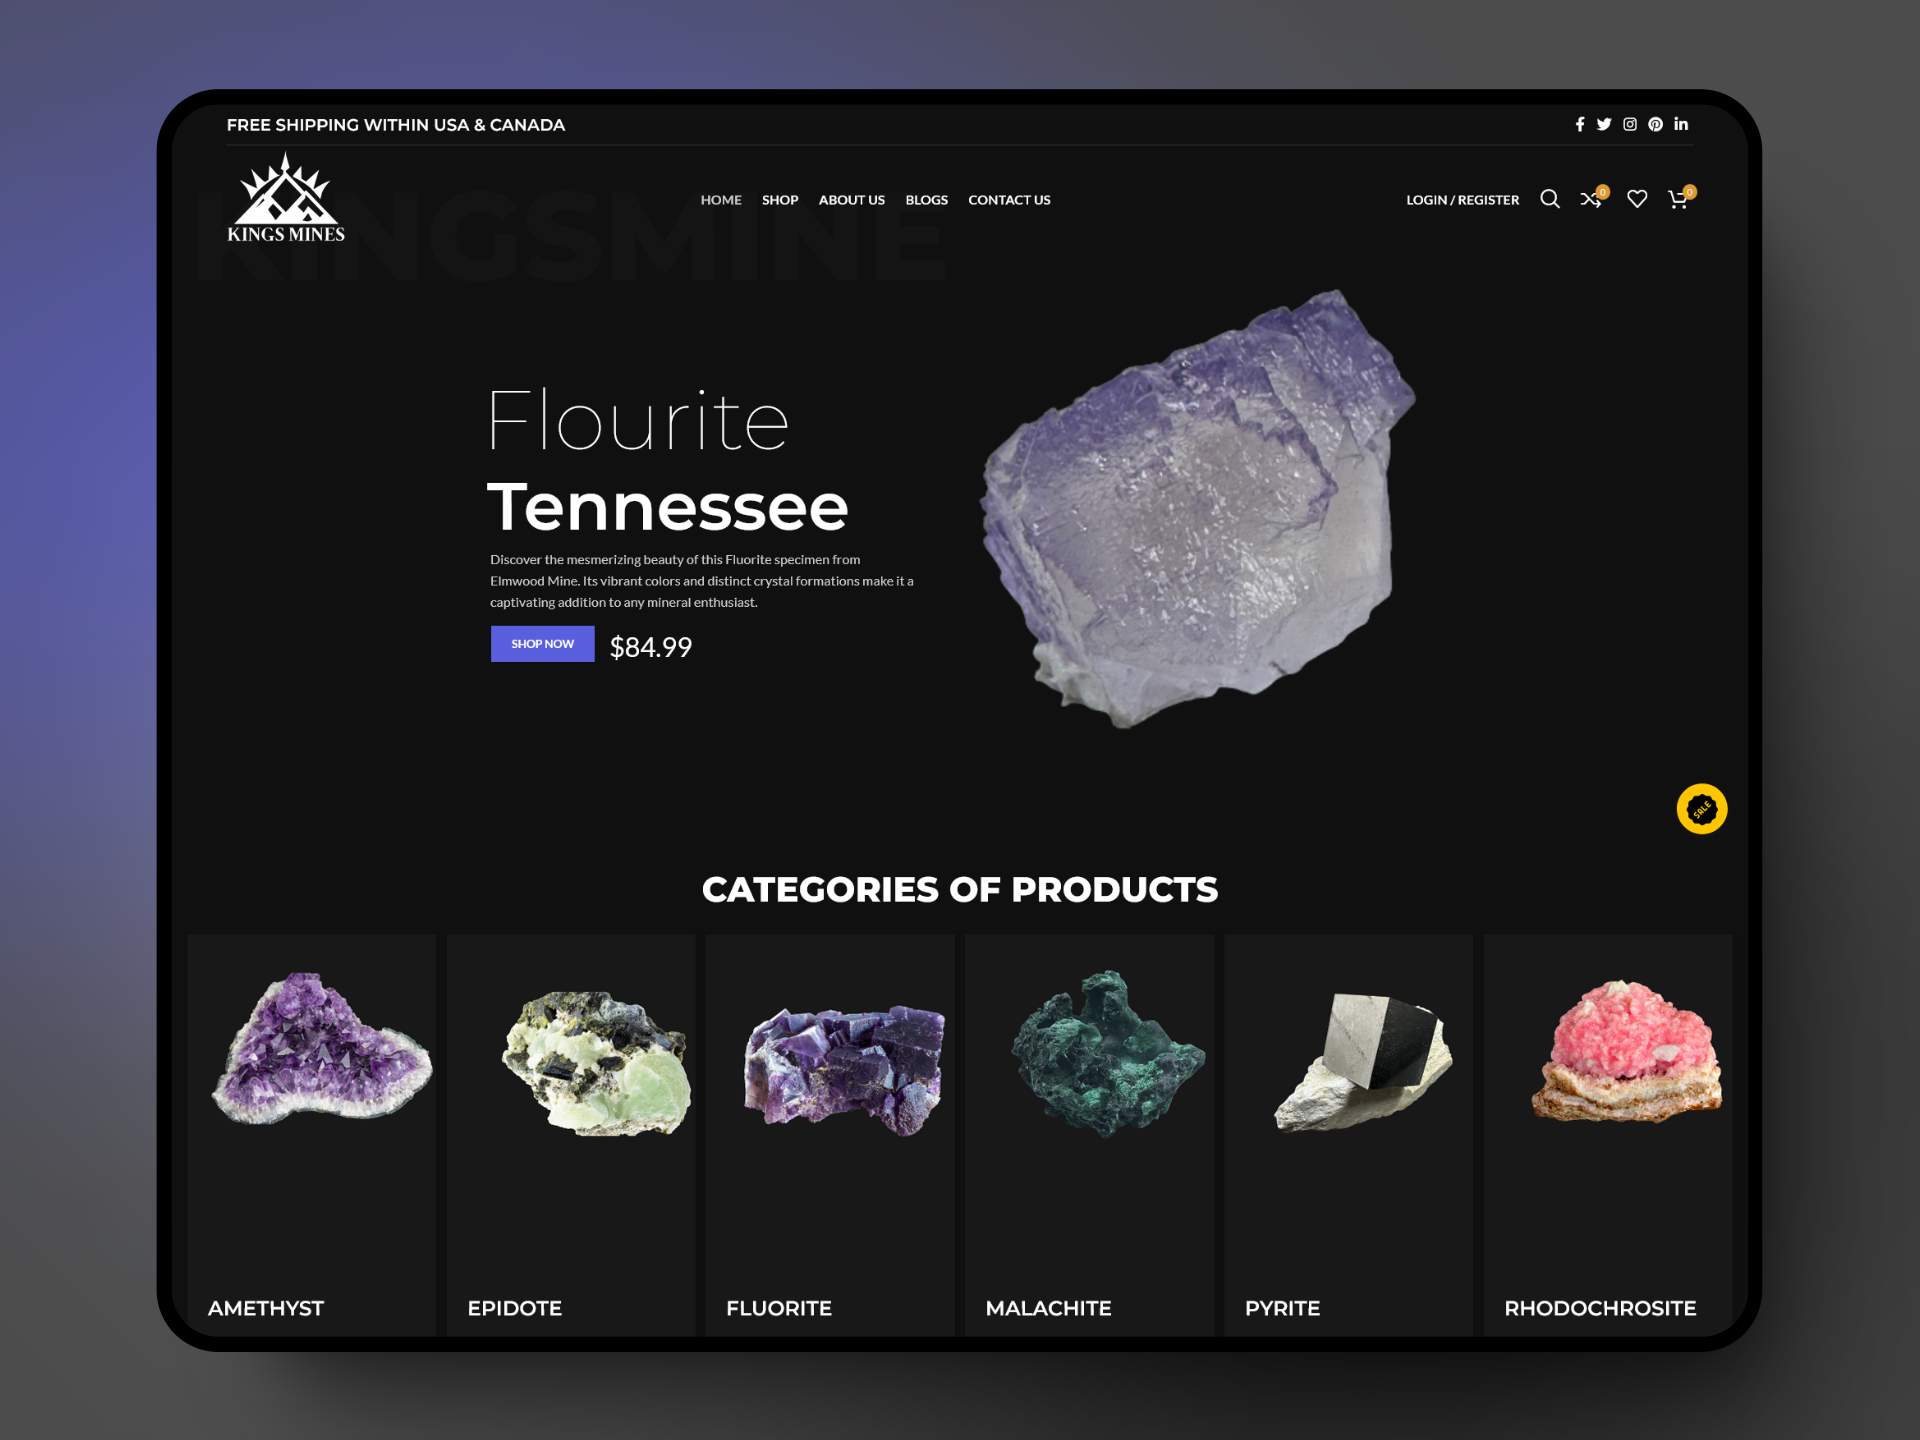 FREE SHIPPING WITHIN USA & CANADA
KINGSMINE
KINGS MINES
HOME SHOP ABOUT US BLOGS CONTACT US
LOGIN / REGISTER 0 0
Flourite
Tennessee
Discover the mesmerizing beauty of this Fluorite specimen from
Elmwood Mine. Its vibrant colors and distinct crystal formations make it a
captivating addition to any mineral enthusiast.
SHOP NOW $84.99
SALE
CATEGORIES OF PRODUCTS
AMETHYST EPIDOTE FLUORITE MALACHITE PYRITE RHODOCHROSITE